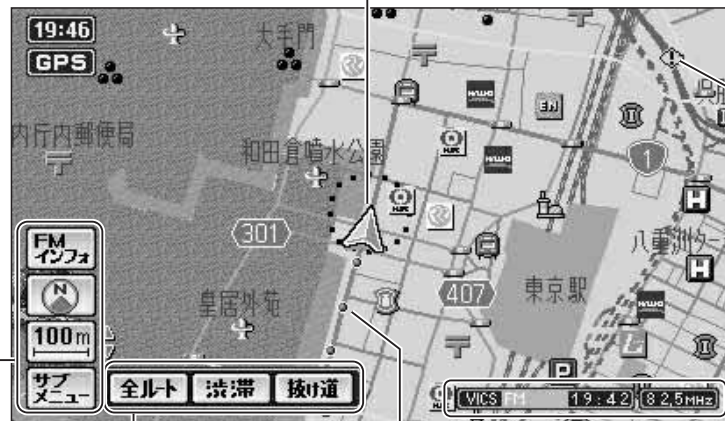 19:46
GPS
大手門
内庁内郵便局
和田倉噴水公園
EN
1
301
407
H
八重洲
H
FM
インフォ
N
100m
サブ
メニュー
皇居外苑
東京駅
P
全ルート 渋滞 抜け道
VICS FM 19:42 82,5MHz